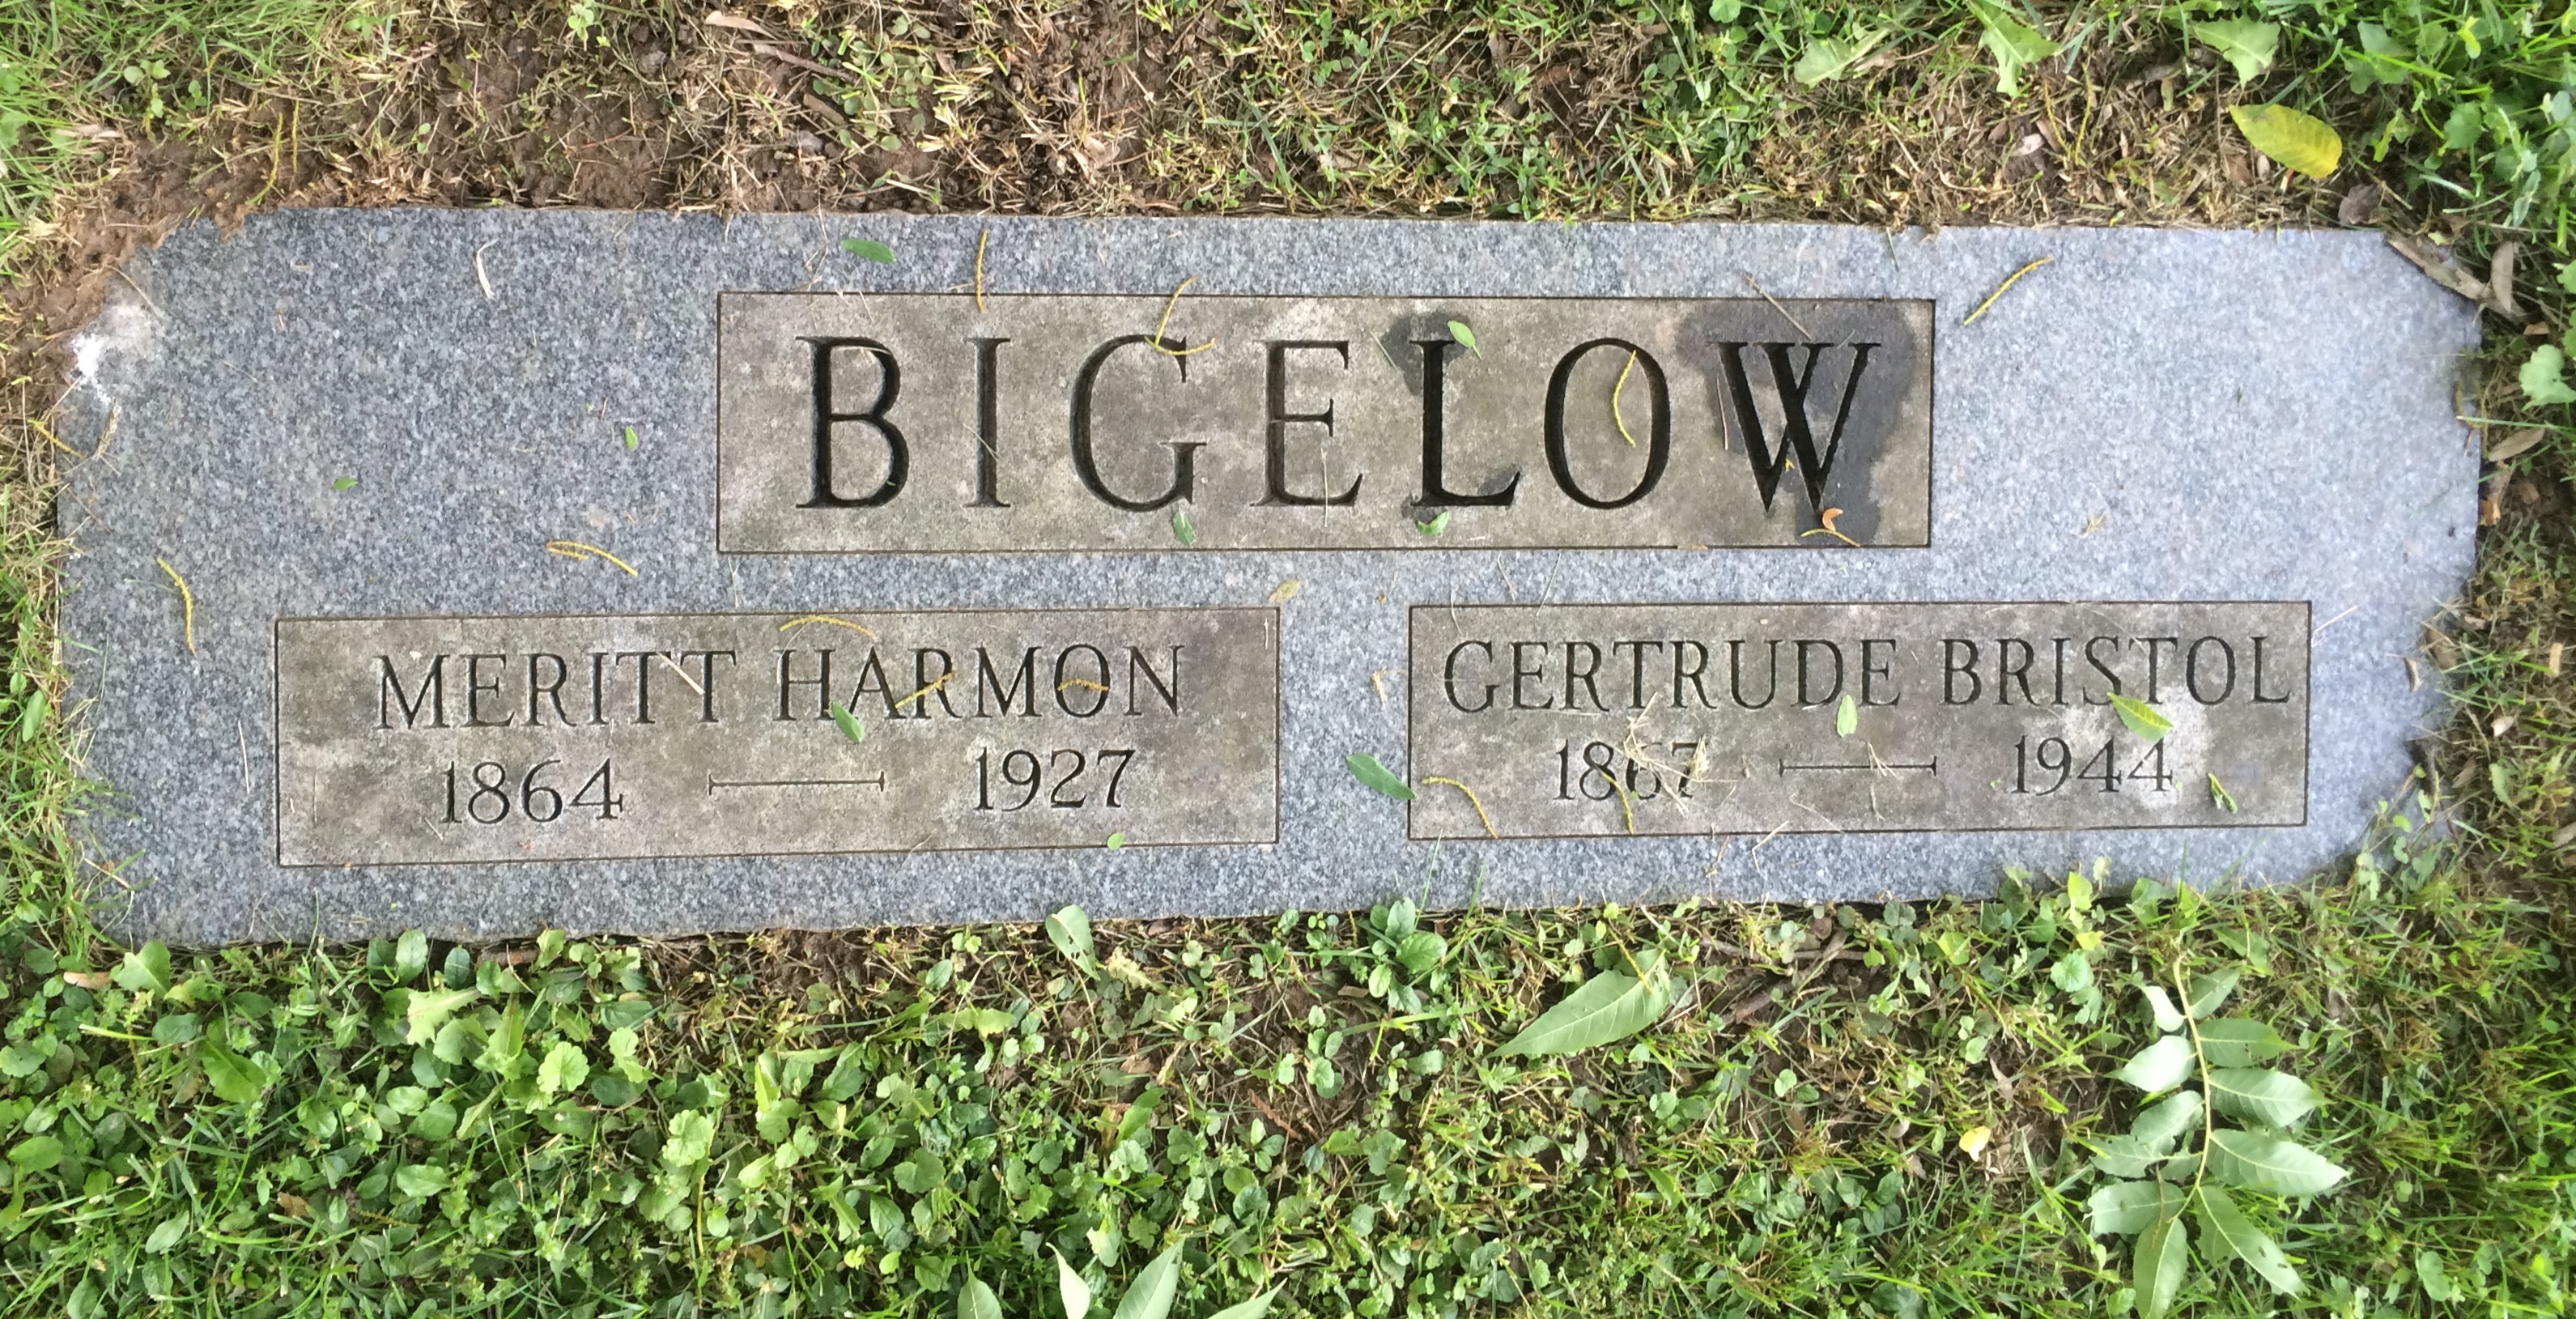 BIGELOW
MERITT HARMON
1864 — 1927
GERTRUDE BRISTOL
1867 — 1944